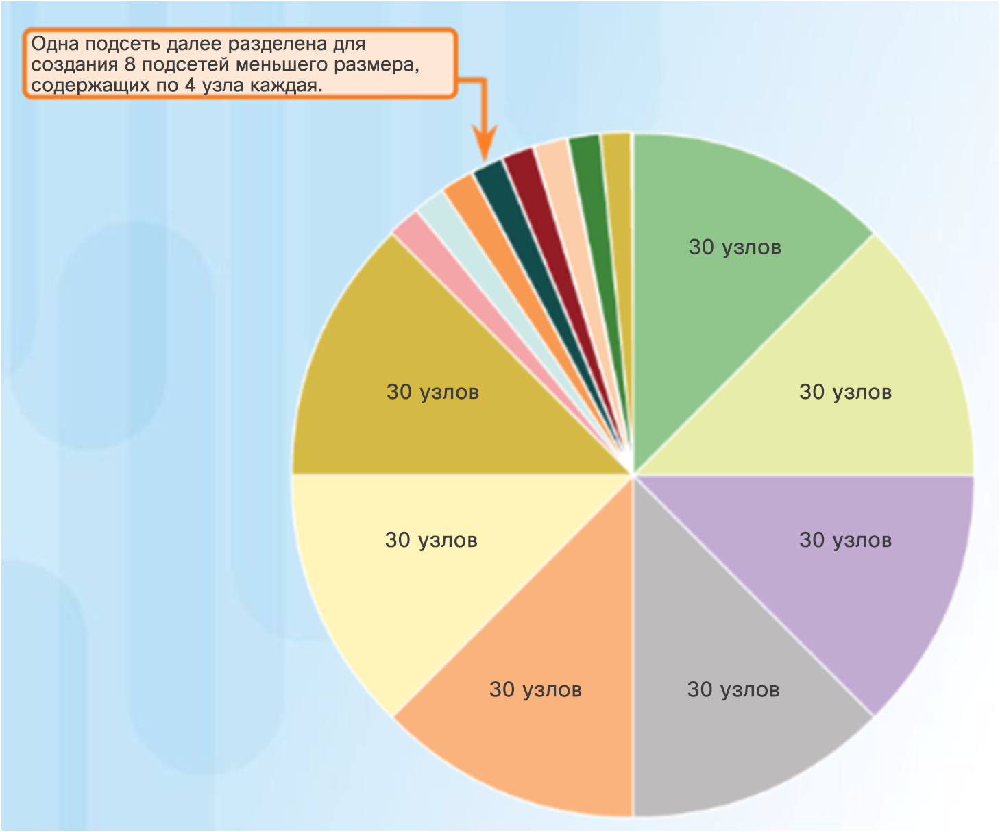 Одна подсеть далее разделена для
создания 8 подсетей меньшего размера,
содержащих по 4 узла каждая.
30 узлов
30 узлов
30 узлов
30 узлов
30 узлов
30 узлов
30 узлов